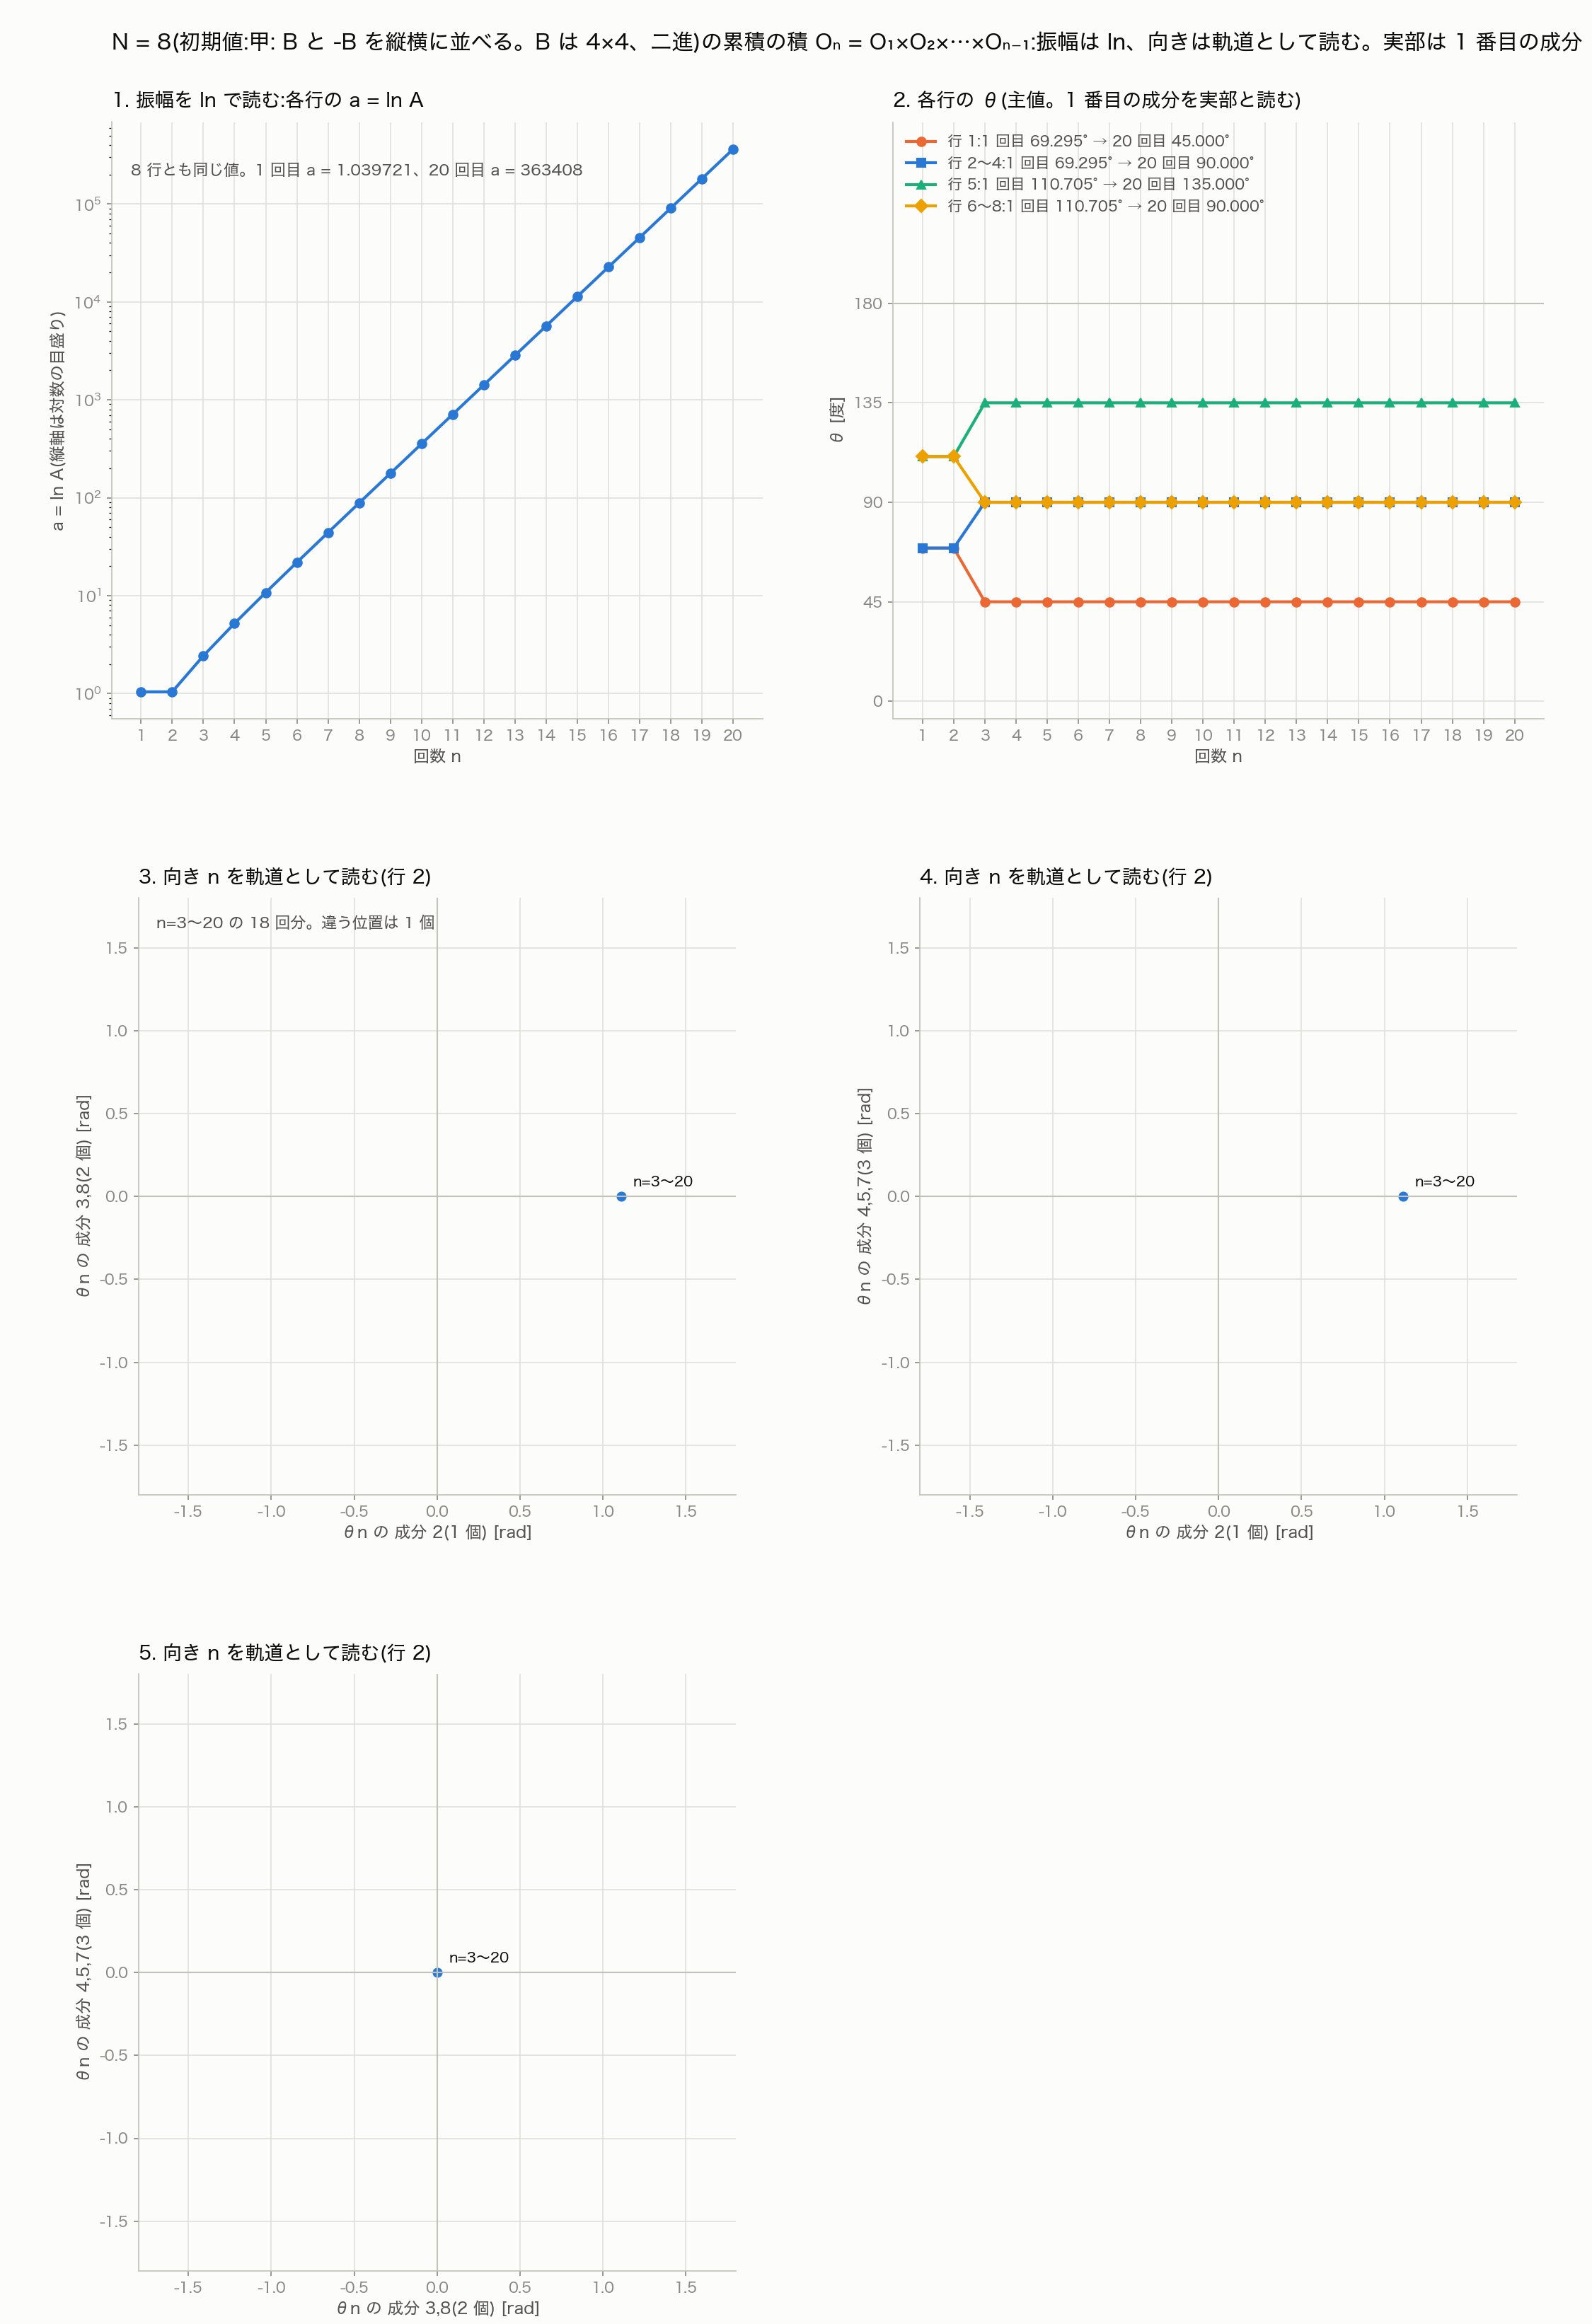 N = 8(初期値:甲: B と -B を縦横に並べる。B は 4×4、二進)の累積の積 Oₙ = O₁×O₂×⋯×Oₙ₋₁:振幅は ln、向きは軌道として読む。実部は 1 番目の成分
1. 振幅を ln で読む:各行の a = ln A
8 行とも同じ値。1 回目 a = 1.039721、20 回目 a = 363408
a = ln A(縦軸は対数の目盛り)
10⁵
10⁴
10³
10²
10¹
10⁰
1 2 3 4 5 6 7 8 9 10 11 12 13 14 15 16 17 18 19 20
回数 n
2. 各行の θ(主値。1 番目の成分を実部と読む)
行 1:1 回目 69.295° → 20 回目 45.000°
行 2〜4:1 回目 69.295° → 20 回目 90.000°
行 5:1 回目 110.705° → 20 回目 135.000°
行 6〜8:1 回目 110.705° → 20 回目 90.000°
θ [度]
180
135
90
45
0
1 2 3 4 5 6 7 8 9 10 11 12 13 14 15 16 17 18 19 20
回数 n
3. 向き n を軌道として読む(行 2)
n=3〜20 の 18 回分。違う位置は 1 個
θn の 成分 3,8(2 個) [rad]
1.5
1.0
0.5
0.0
-0.5
-1.0
-1.5
n=3〜20
-1.5 -1.0 -0.5 0.0 0.5 1.0 1.5
θn の 成分 2(1 個) [rad]
4. 向き n を軌道として読む(行 2)
θn の 成分 4,5,7(3 個) [rad]
1.5
1.0
0.5
0.0
-0.5
-1.0
-1.5
n=3〜20
-1.5 -1.0 -0.5 0.0 0.5 1.0 1.5
θn の 成分 2(1 個) [rad]
5. 向き n を軌道として読む(行 2)
θn の 成分 4,5,7(3 個) [rad]
1.5
1.0
0.5
0.0
-0.5
-1.0
-1.5
n=3〜20
-1.5 -1.0 -0.5 0.0 0.5 1.0 1.5
θn の 成分 3,8(2 個) [rad]